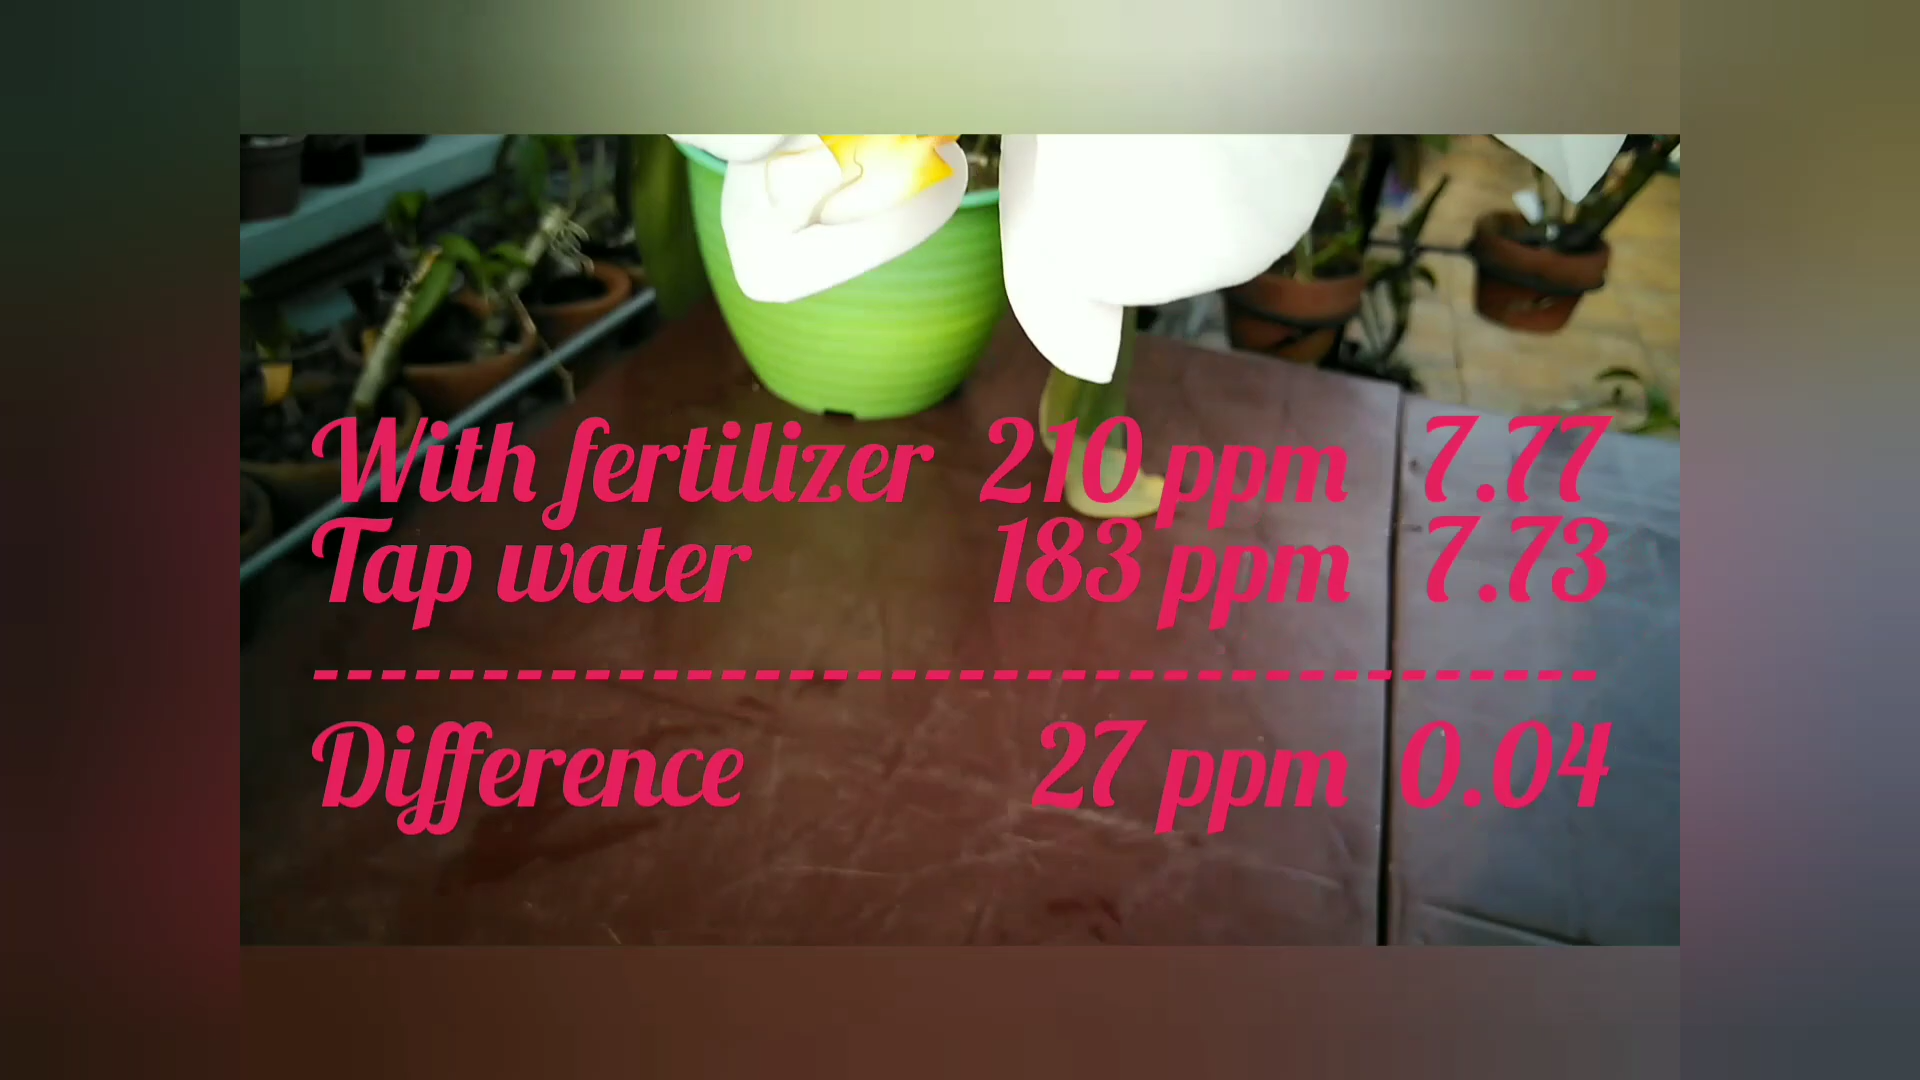 With fertilizer 210 ppm 7.77
Tap water 183 ppm 7.73
--------------------------------------
Difference 27 ppm 0.04